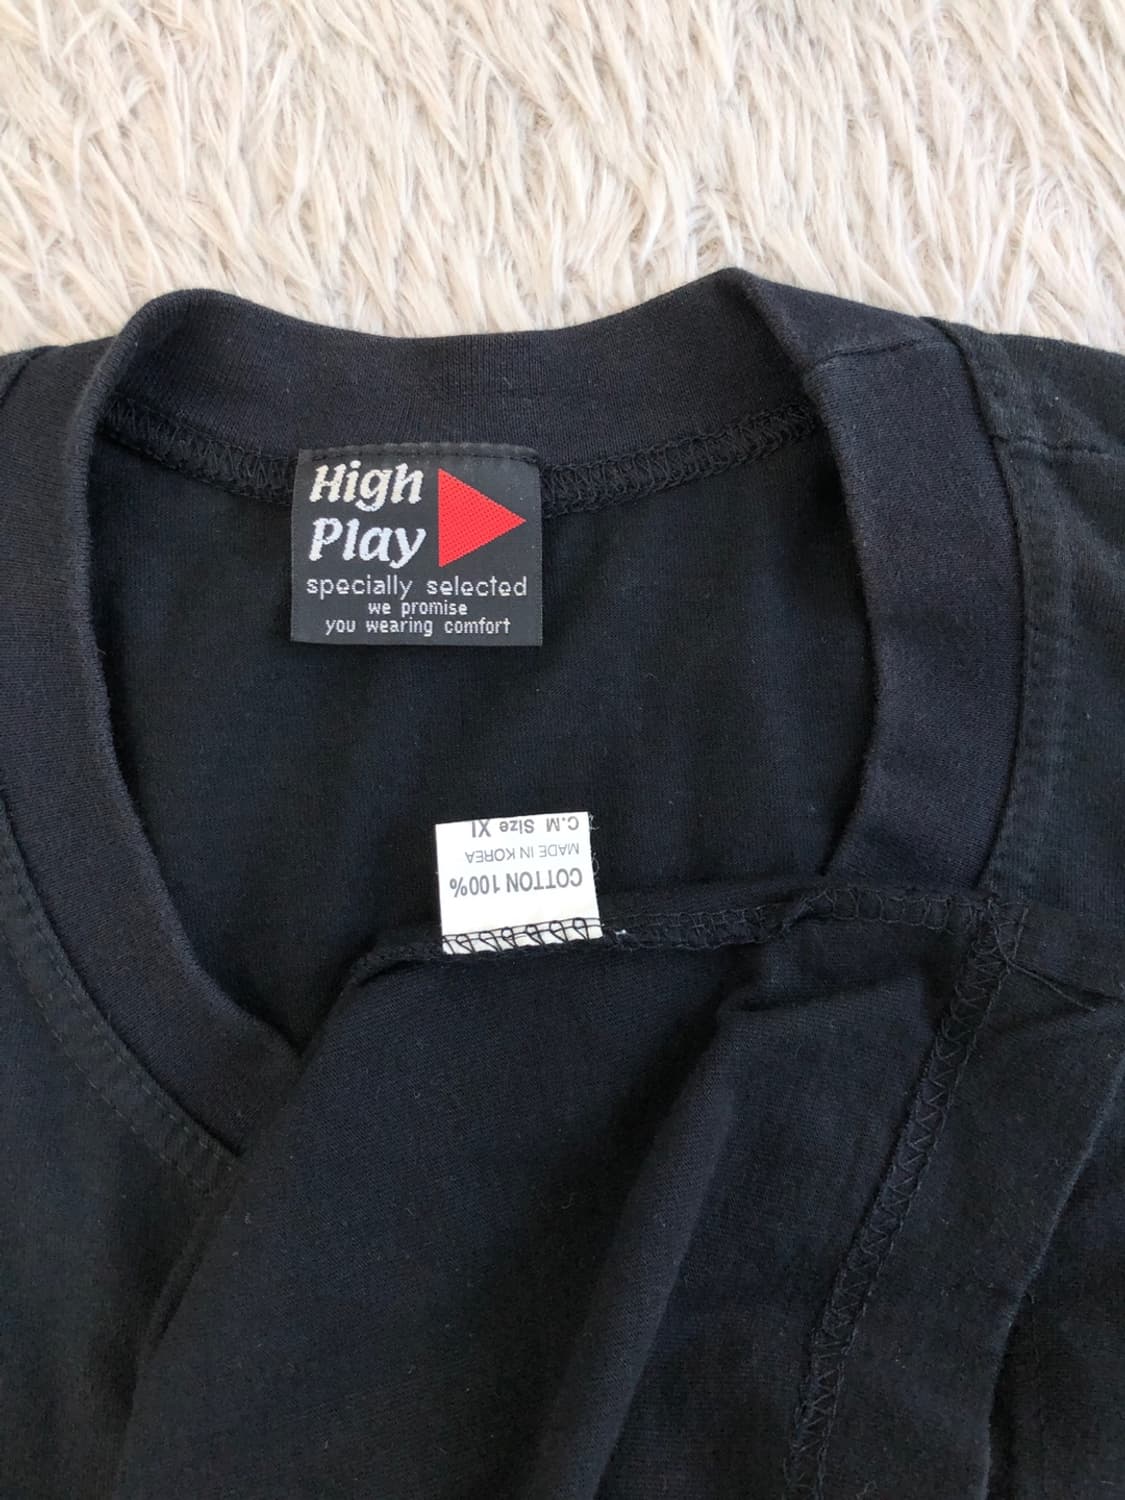 High
Play
specially selected
we promise
you wearing comfort
COTTON 100%
MADE IN KOREA
C.M Size XL